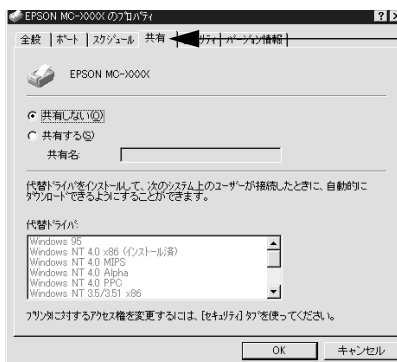 EPSON MC-XXXX のプロパティ
全般 ポート スケジュール 共有 バージョン情報
EPSON MC-XXXX
共有しない(O)
共有する(S)
共有名:
代替ドライバをインストールして、次のシステム上のユーザーが接続したときに、自動的に
ダウンロードできるようにすることができます。
代替ドライバ:
Windows 95
Windows NT 4.0 x86 (インストール済)
Windows NT 4.0 MIPS
Windows NT 4.0 Alpha
Windows NT 4.0 PPC
Windows NT 3.5/3.51 x86
プリンタに対するアクセス権を変更するには、[セキュリティ] タブを使ってください。
OK キャンセル